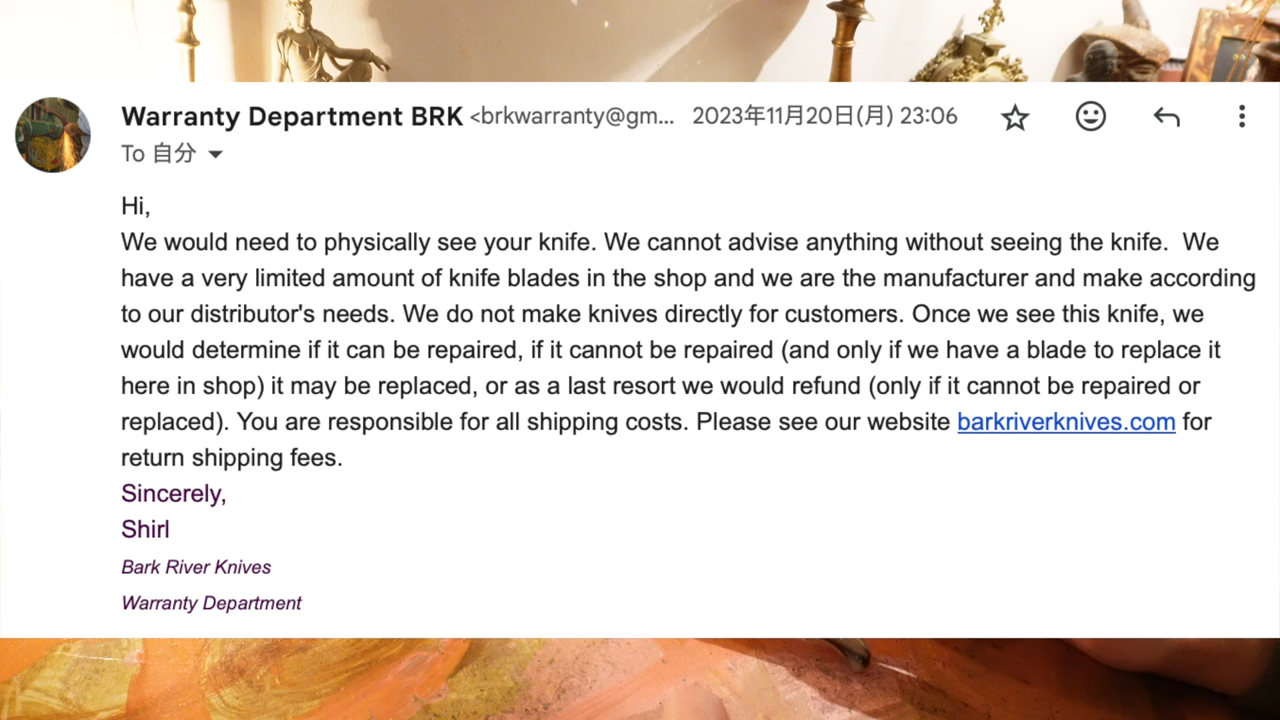 Warranty Department BRK <brkwarranty@gm... 2023年11月20日(月) 23:06
To 自分
Hi,
We would need to physically see your knife. We cannot advise anything without seeing the knife.  We
have a very limited amount of knife blades in the shop and we are the manufacturer and make according
to our distributor's needs. We do not make knives directly for customers. Once we see this knife, we
would determine if it can be repaired, if it cannot be repaired (and only if we have a blade to replace it
here in shop) it may be replaced, or as a last resort we would refund (only if it cannot be repaired or
replaced). You are responsible for all shipping costs. Please see our website barkriverknives.com for
return shipping fees.
Sincerely,
Shirl
Bark River Knives
Warranty Department